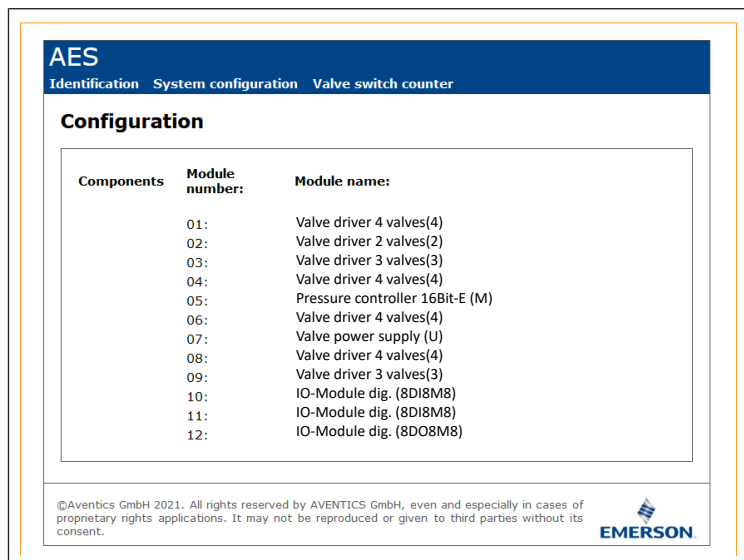 AES
Identification System configuration Valve switch counter
Configuration
Components Module number: Module name:
01: Valve driver 4 valves(4)
02: Valve driver 2 valves(2)
03: Valve driver 3 valves(3)
04: Valve driver 4 valves(4)
05: Pressure controller 16Bit-E (M)
06: Valve driver 4 valves(4)
07: Valve power supply (U)
08: Valve driver 4 valves(4)
09: Valve driver 3 valves(3)
10: IO-Module dig. (8DI8M8)
11: IO-Module dig. (8DI8M8)
12: IO-Module dig. (8DO8M8)
©Aventics GmbH 2021. All rights reserved by AVENTICS GmbH, even and especially in cases of
proprietary rights applications. It may not be reproduced or given to third parties without its
consent.
EMERSON.